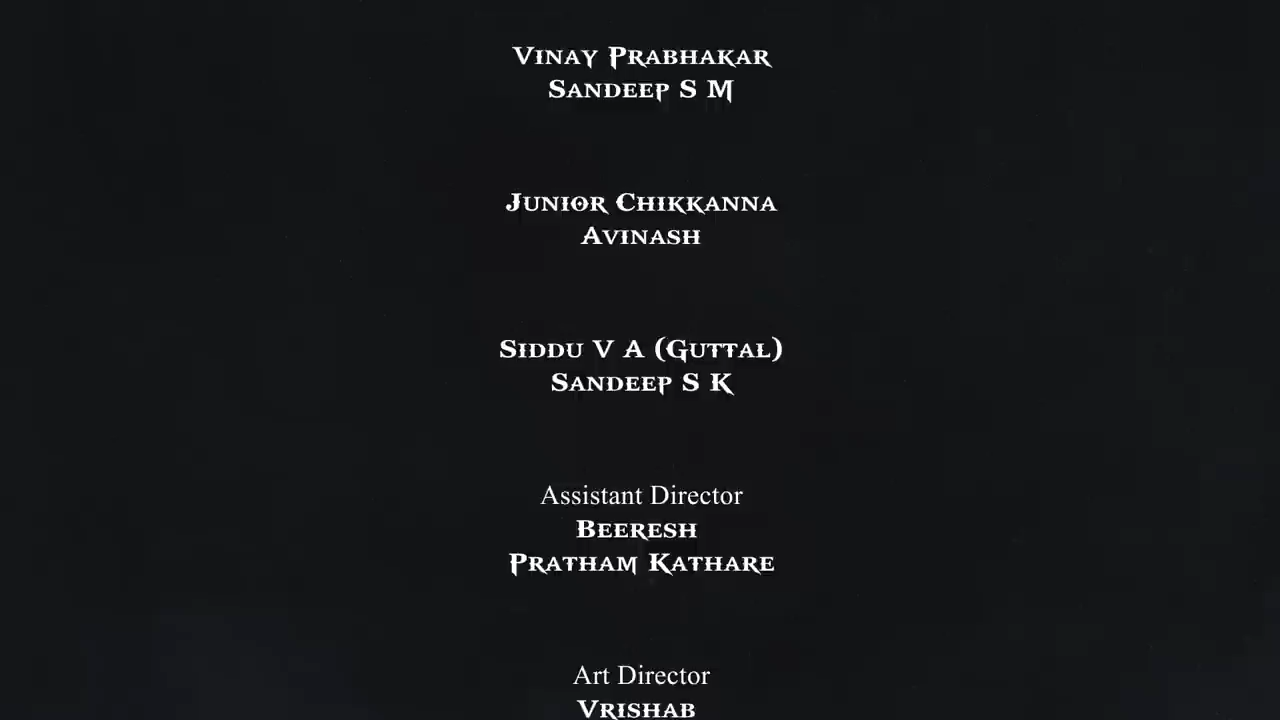 Vinay Prabhakar
Sandeep S M
Junior Chikkanna
Avinash
Siddu V A (Guttal)
Sandeep S K
Assistant Director
Beeresh
Pratham Kathare
Art Director
Vrishab